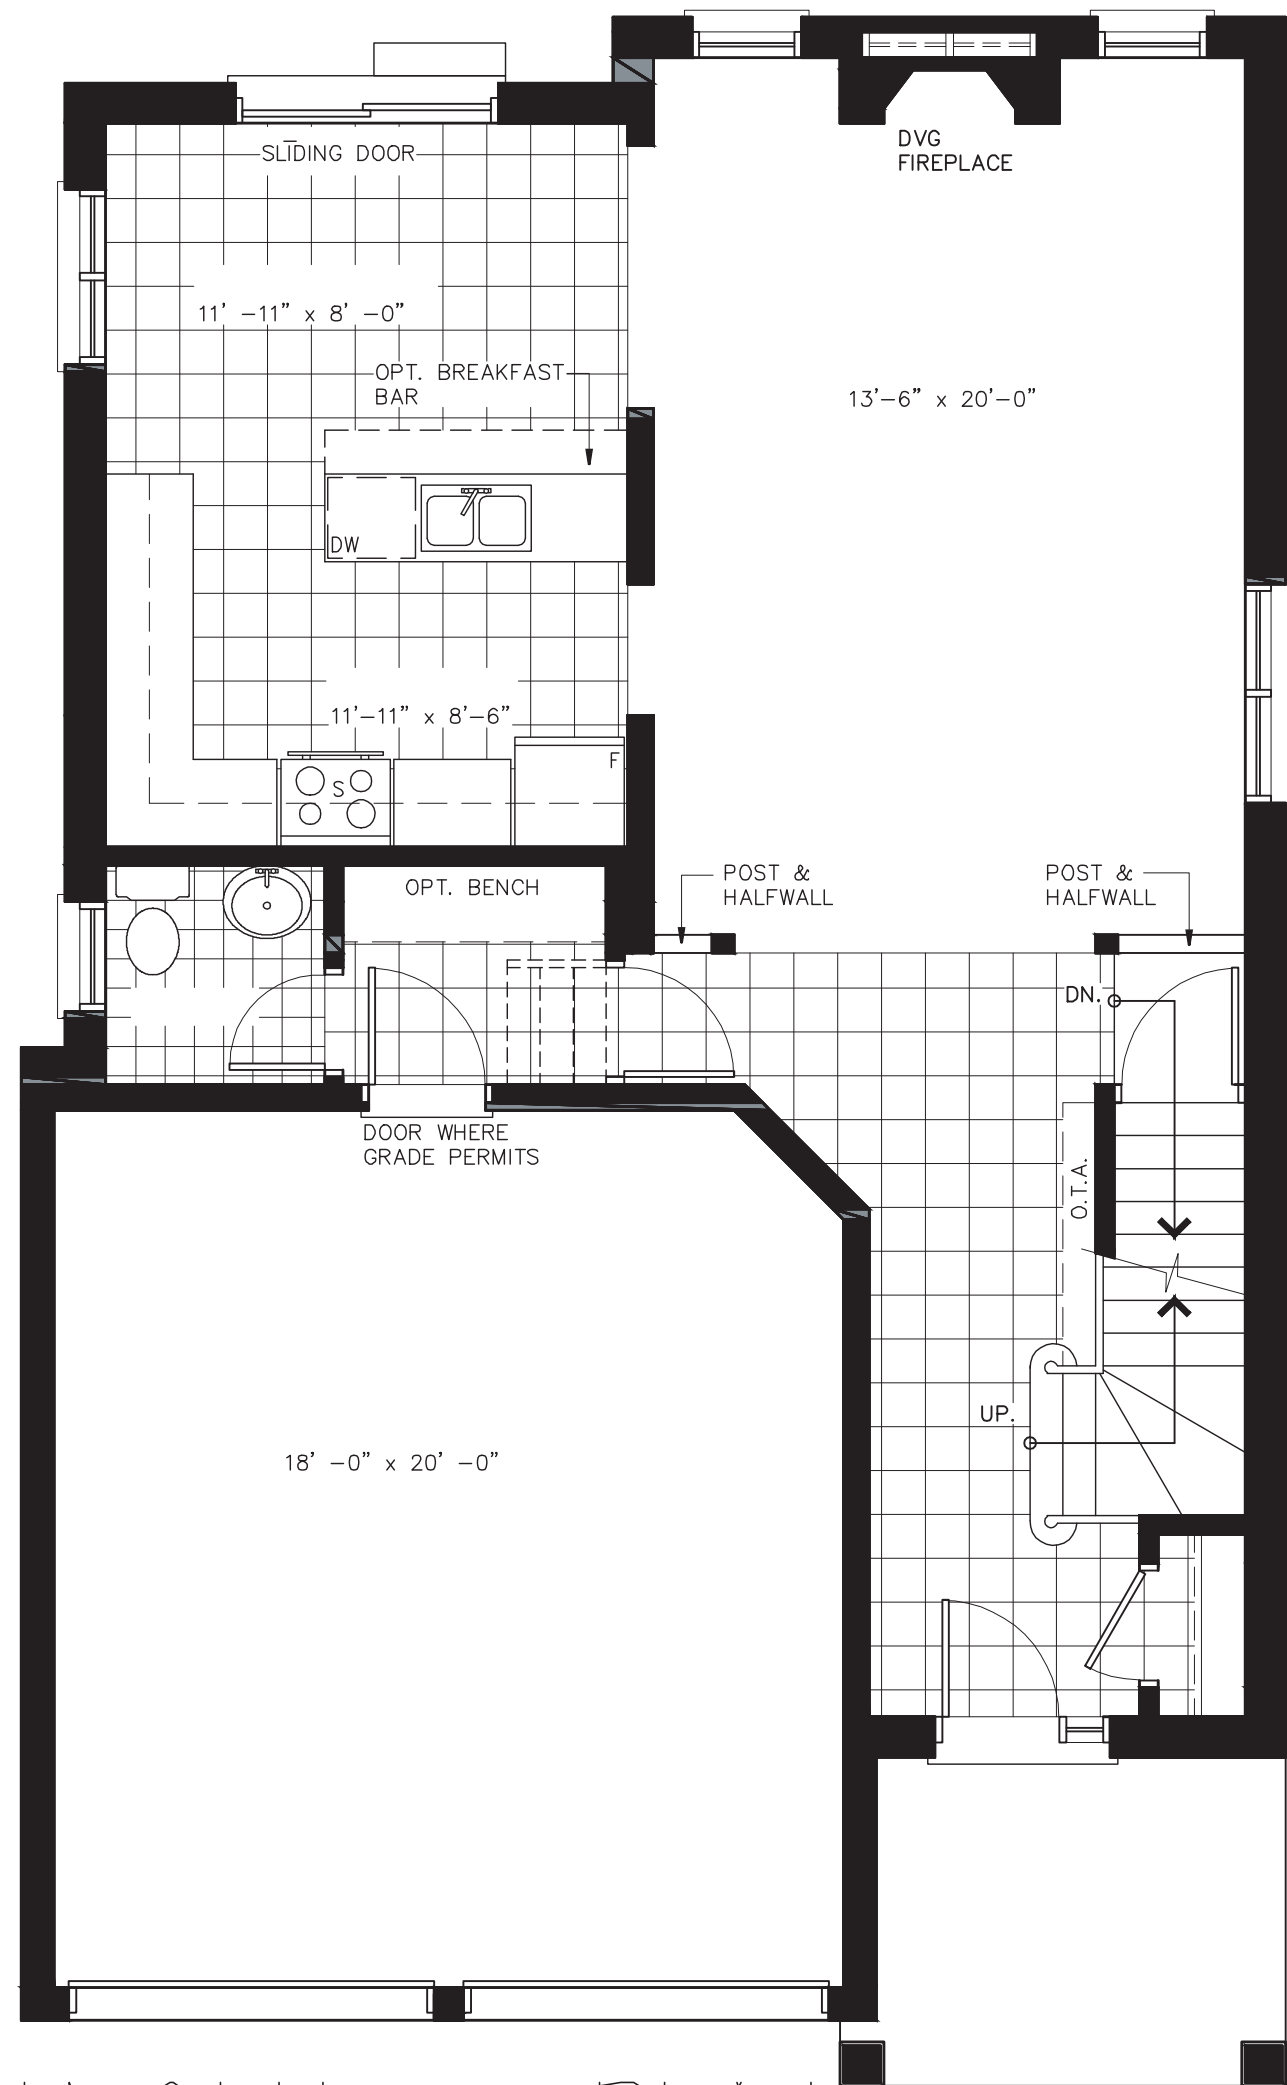 SLIDING DOOR
DVG
FIREPLACE
11' -11" x 8' -0"
OPT. BREAKFAST
BAR
13'-6" x 20'-0"
DW
11'-11" x 8'-6"
F
S
OPT. BENCH
POST &
HALFWALL
POST &
HALFWALL
DN.
DOOR WHERE
GRADE PERMITS
O.T.A.
UP.
18' -0" x 20' -0"